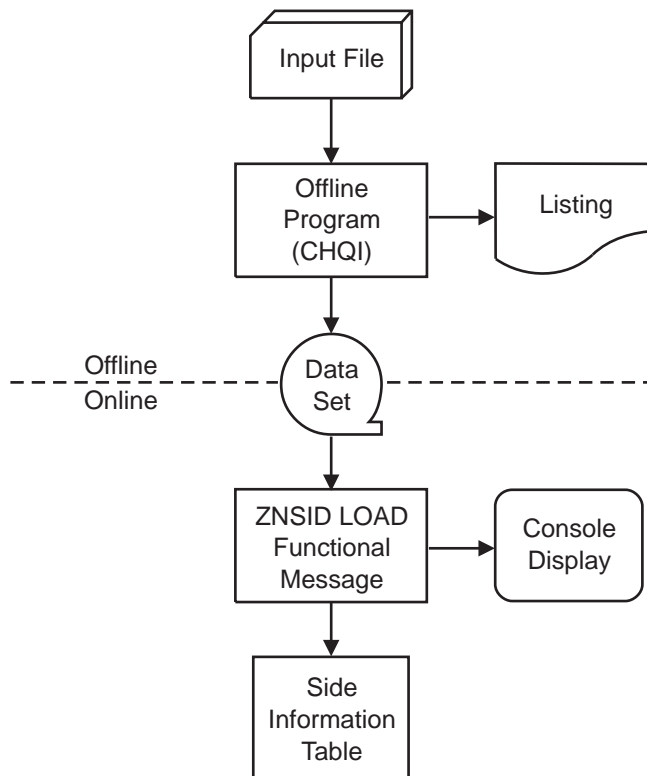 Input File
Offline
Program
(CHQI)
Listing
Offline
Online
Data
Set
ZNSID LOAD
Functional
Message
Console
Display
Side
Information
Table